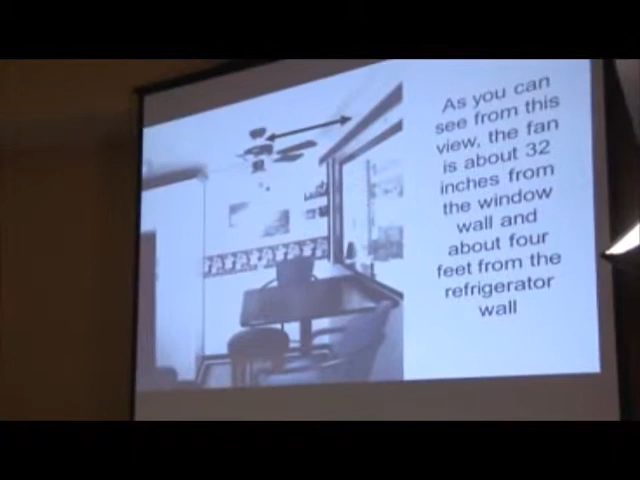 As you can
see from this
view, the fan
is about 32
inches from
the window
wall and
about four
feet from the
refrigerator
wall